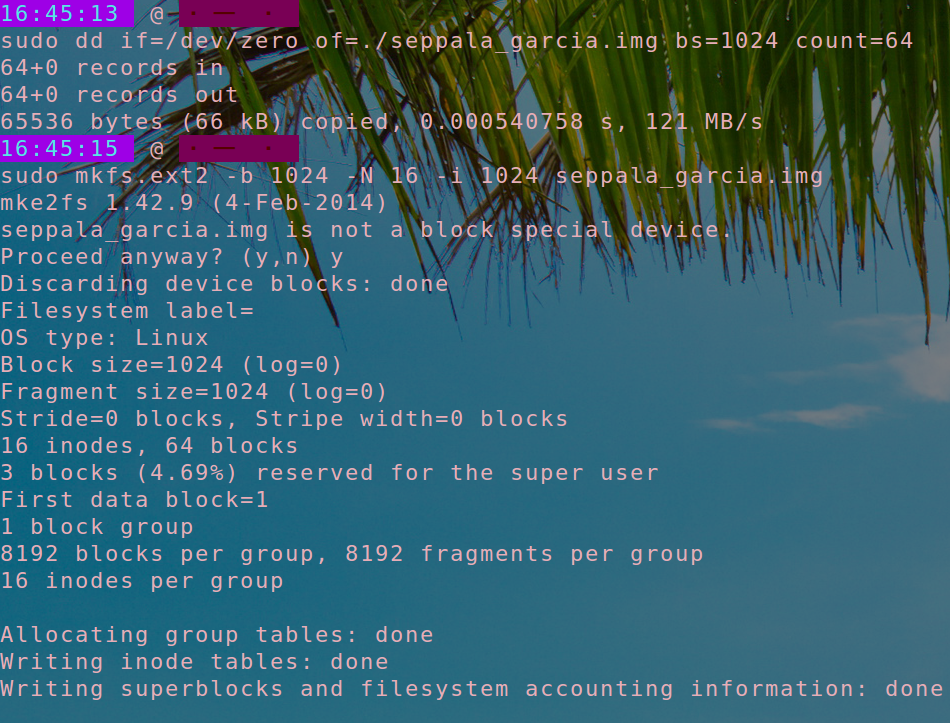 16:45:13 @
sudo dd if=/dev/zero of=./seppala_garcia.img bs=1024 count=64
64+0 records in
64+0 records out
65536 bytes (66 kB) copied, 0.000540758 s, 121 MB/s
16:45:15 @
sudo mkfs.ext2 -b 1024 -N 16 -i 1024 seppala_garcia.img
mke2fs 1.42.9 (4-Feb-2014)
seppala_garcia.img is not a block special device.
Proceed anyway? (y,n) y
Discarding device blocks: done
Filesystem label=
OS type: Linux
Block size=1024 (log=0)
Fragment size=1024 (log=0)
Stride=0 blocks, Stripe width=0 blocks
16 inodes, 64 blocks
3 blocks (4.69%) reserved for the super user
First data block=1
1 block group
8192 blocks per group, 8192 fragments per group
16 inodes per group
Allocating group tables: done
Writing inode tables: done
Writing superblocks and filesystem accounting information: done